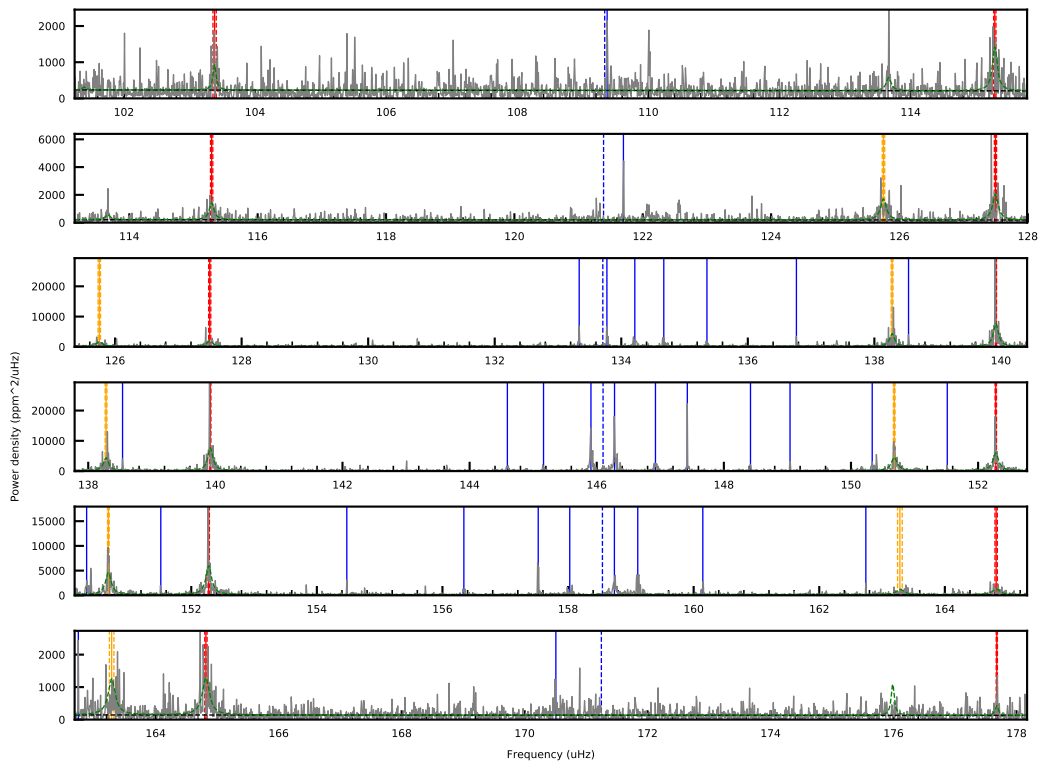 2000
1000
0
102 104 106 108 110 112 114
6000
4000
2000
0
114 116 118 120 122 124 126 128
20000
10000
0
126 128 130 132 134 136 138 140
Power density (ppm^2/uHz)
20000
10000
0
138 140 142 144 146 148 150 152
15000
10000
5000
0
152 154 156 158 160 162 164
2000
1000
0
164 166 168 170 172 174 176 178
Frequency (uHz)